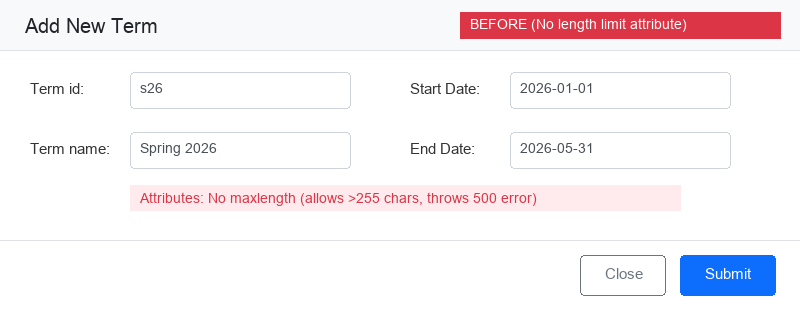 Add New Term
BEFORE (No length limit attribute)
Term id: s26 Start Date: 2026-01-01
Term name: Spring 2026 End Date: 2026-05-31
Attributes: No maxlength (allows >255 chars, throws 500 error)
Close Submit